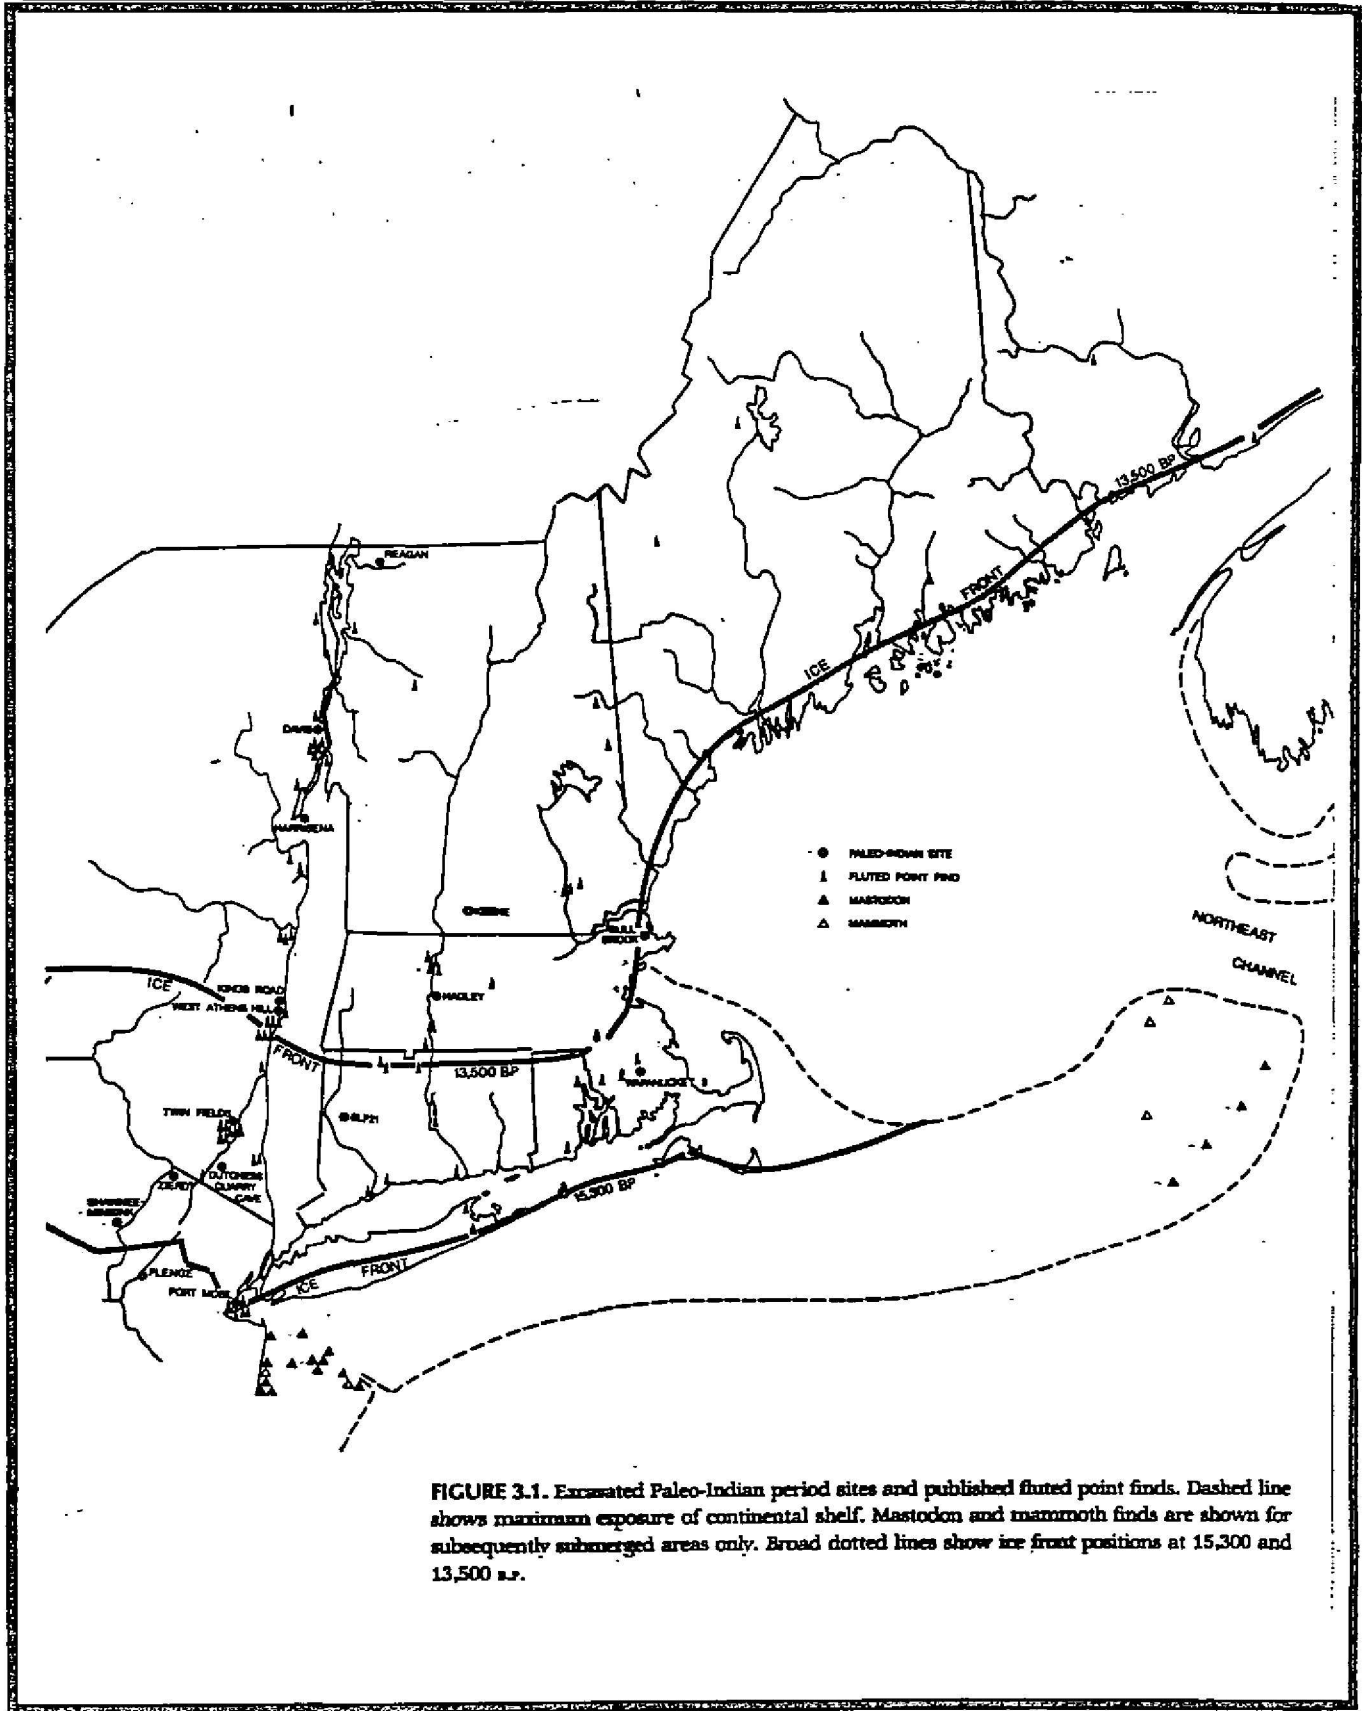 REAGAN
13,500 BP
FRONT
ICE
DAVIS
HARRISENA
PALEO-INDIAN SITE
FLUTED POINT FIND
MASTODON
MAMMOTH
BULL
BROOK
NORTHEAST
CHANNEL
ICE
KINGS ROAD
WEST ATHENS HILL
HADLEY
FRONT
13,500 BP
WAPANUCKET 8
TWIN FIELDS
6LF21
DUTCHESS
QUARRY
CAVE
ZIERDT
SHAWNEE-
MINISINK
15,300 BP
PLENGE
PORT MOBIL
ICE
FRONT
FIGURE 3.1. Excavated Paleo-Indian period sites and published fluted point finds. Dashed line
shows maximum exposure of continental shelf. Mastodon and mammoth finds are shown for
subsequently submerged areas only. Broad dotted lines show ice front positions at 15,300 and
13,500 B.P.